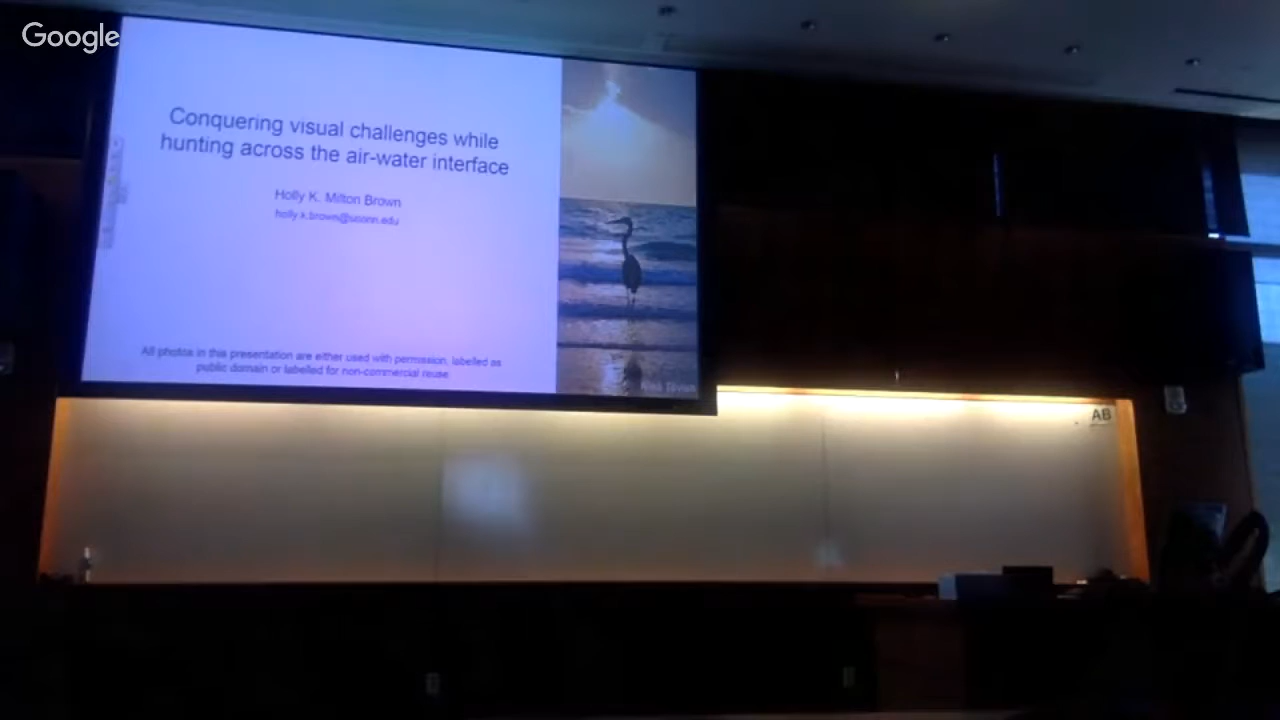 Google
Conquering visual challenges while
hunting across the air-water interface
Holly K. Milton Brown
holly.k.brown@uconn.edu
All photos in this presentation are either used with permission, labelled as
public domain or labelled for non-commercial reuse
AB